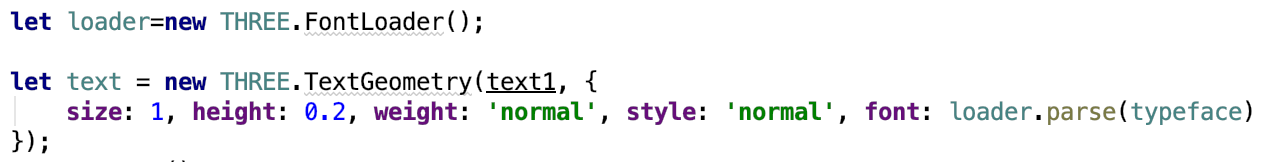 let loader=new THREE.FontLoader();
let text = new THREE.TextGeometry(text1, {
size: 1, height: 0.2, weight: 'normal', style: 'normal', font: loader.parse(typeface)
});